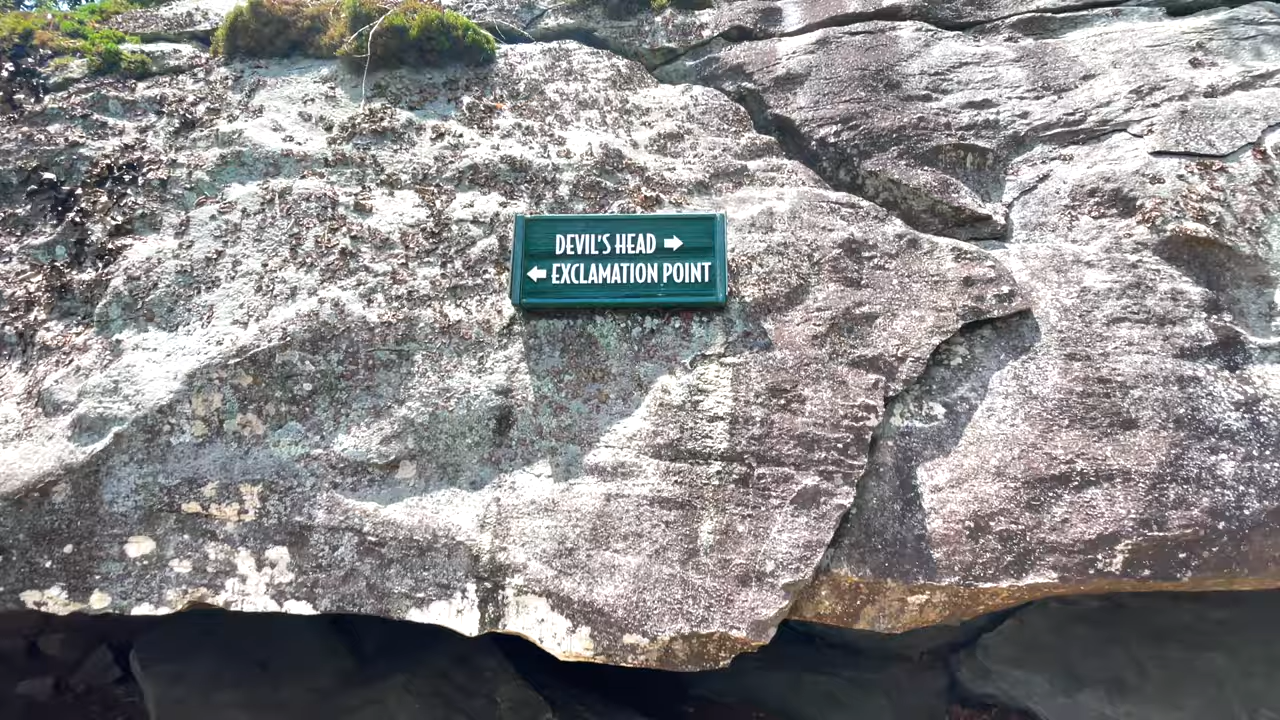 DEVIL'S HEAD →
← EXCLAMATION POINT